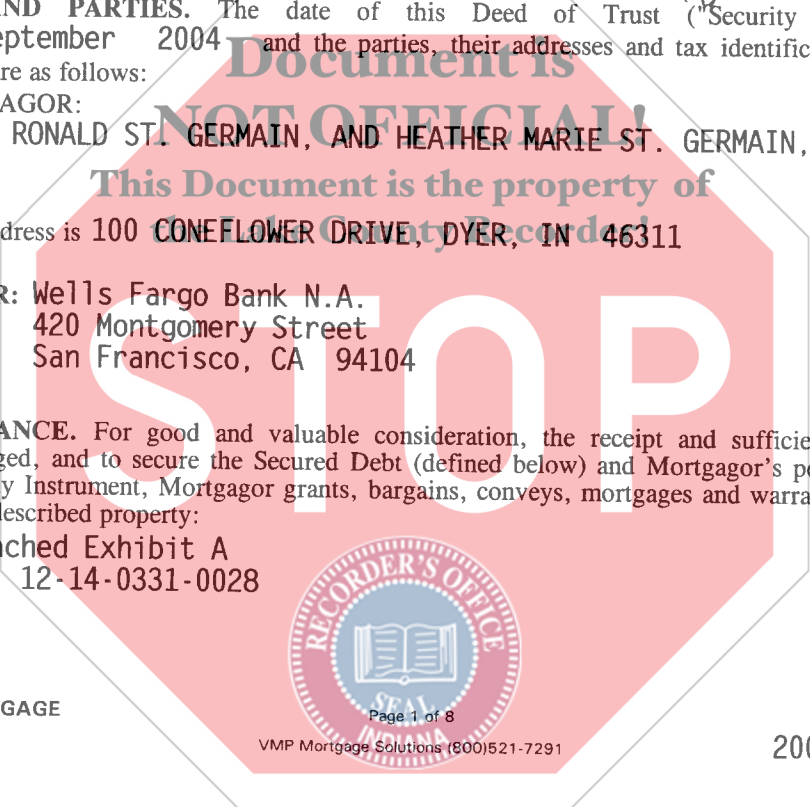 AND PARTIES. The date of this Deed of Trust ("Security
eptember 2004 and the parties, their addresses and tax identific
re as follows:
AGOR:
RONALD ST. GERMAIN, AND HEATHER MARIE ST. GERMAIN,
Document is
NOT OFFICIAL!
This Document is the property of
the Lake County Recorder!
dress is 100 CONEFLOWER DRIVE, DYER, IN 46311
R: Wells Fargo Bank N.A.
420 Montgomery Street
San Francisco, CA 94104
STOP
ANCE. For good and valuable consideration, the receipt and sufficie
ged, and to secure the Secured Debt (defined below) and Mortgagor's pe
y Instrument, Mortgagor grants, bargains, conveys, mortgages and warra
described property:
ached Exhibit A
12-14-0331-0028
RECORDER'S OFFICE
SEAL
INDIANA
GAGE
Page 1 of 8
VMP Mortgage Solutions (800)521-7291
200